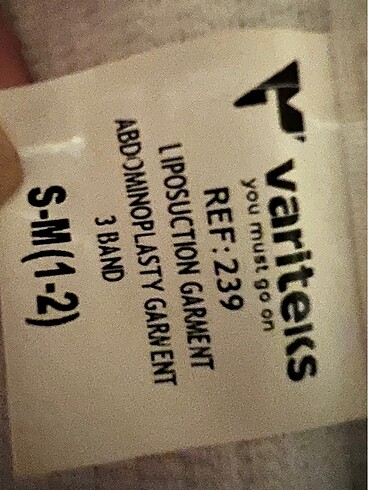 variteks
you must go on
REF:239
LIPOSUCTION GARMENT
ABDOMINOPLASTY GARMENT
3 BAND
S-M(1-2)